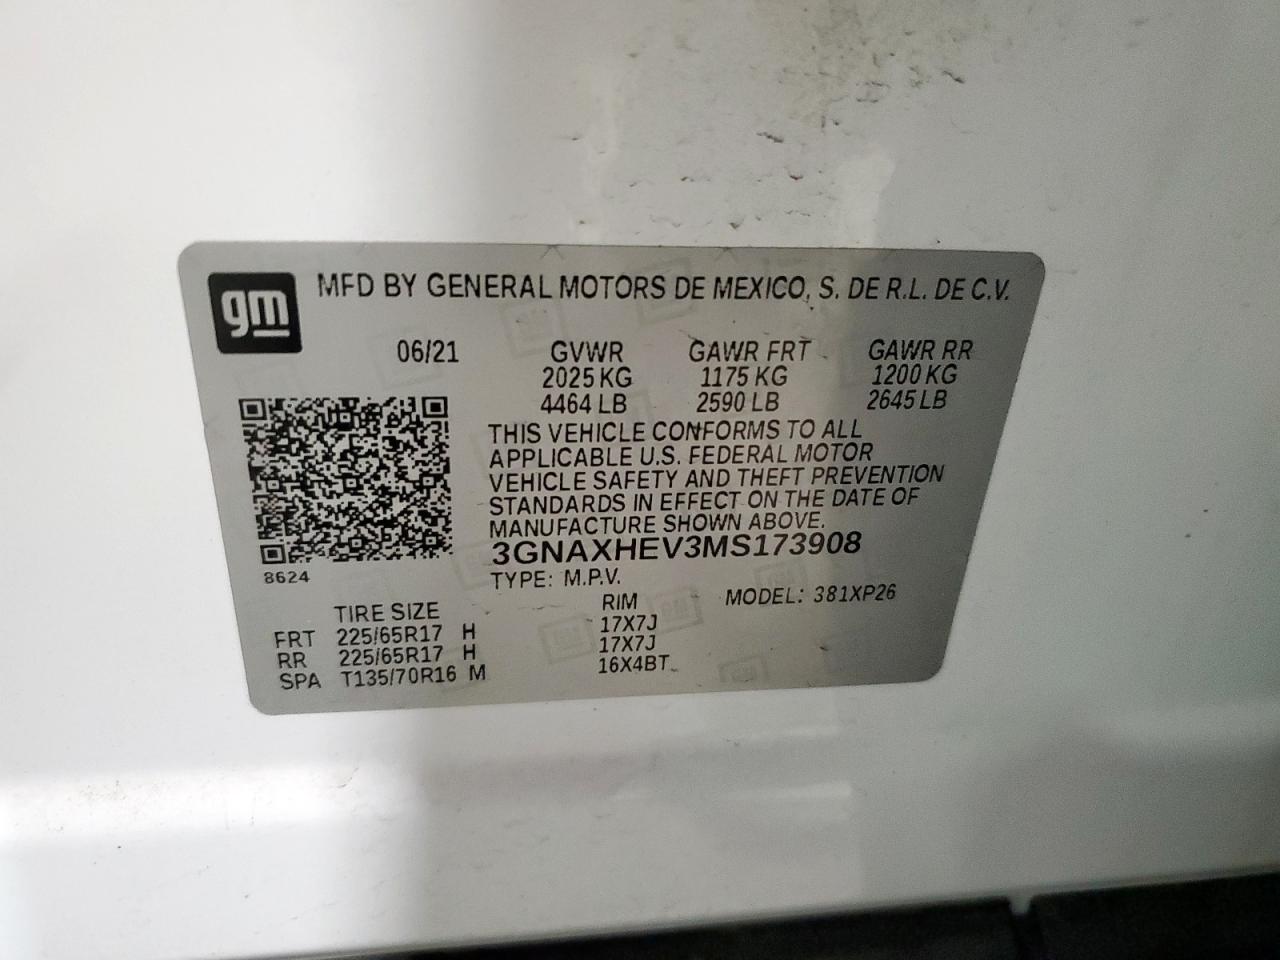 gm
MFD BY GENERAL MOTORS DE MEXICO, S. DE R.L. DE C.V.
06/21 GVWR GAWR FRT GAWR RR
2025 KG 1175 KG 1200 KG
4464 LB 2590 LB 2645 LB
THIS VEHICLE CONFORMS TO ALL
APPLICABLE U.S. FEDERAL MOTOR
VEHICLE SAFETY AND THEFT PREVENTION
STANDARDS IN EFFECT ON THE DATE OF
MANUFACTURE SHOWN ABOVE.
3GNAXHEV3MS173908
8624
TYPE: M.P.V. MODEL: 381XP26
TIRE SIZE RIM
FRT 225/65R17 H 17X7J
RR 225/65R17 H 17X7J
SPA T135/70R16 M 16X4BT